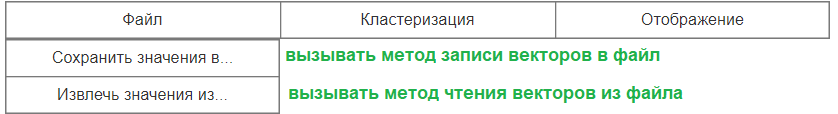 Файл Кластеризация Отображение
Сохранить значения в... вызывать метод записи векторов в файл
Извлечь значения из... вызывать метод чтения векторов из файла